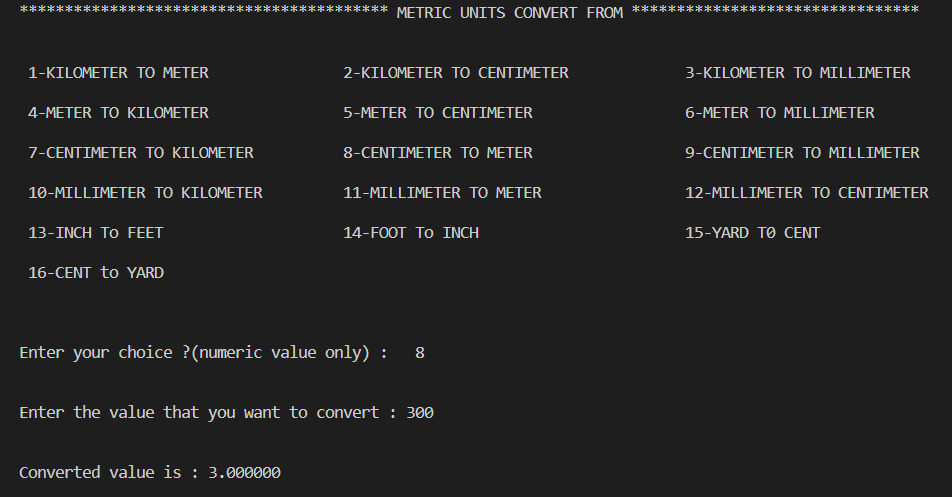 ***************************************** METRIC UNITS CONVERT FROM ********************************
1-KILOMETER TO METER 2-KILOMETER TO CENTIMETER 3-KILOMETER TO MILLIMETER
4-METER TO KILOMETER 5-METER TO CENTIMETER 6-METER TO MILLIMETER
7-CENTIMETER TO KILOMETER 8-CENTIMETER TO METER 9-CENTIMETER TO MILLIMETER
10-MILLIMETER TO KILOMETER 11-MILLIMETER TO METER 12-MILLIMETER TO CENTIMETER
13-INCH To FEET 14-FOOT To INCH 15-YARD T0 CENT
16-CENT to YARD
Enter your choice ?(numeric value only) : 8
Enter the value that you want to convert : 300
Converted value is : 3.000000